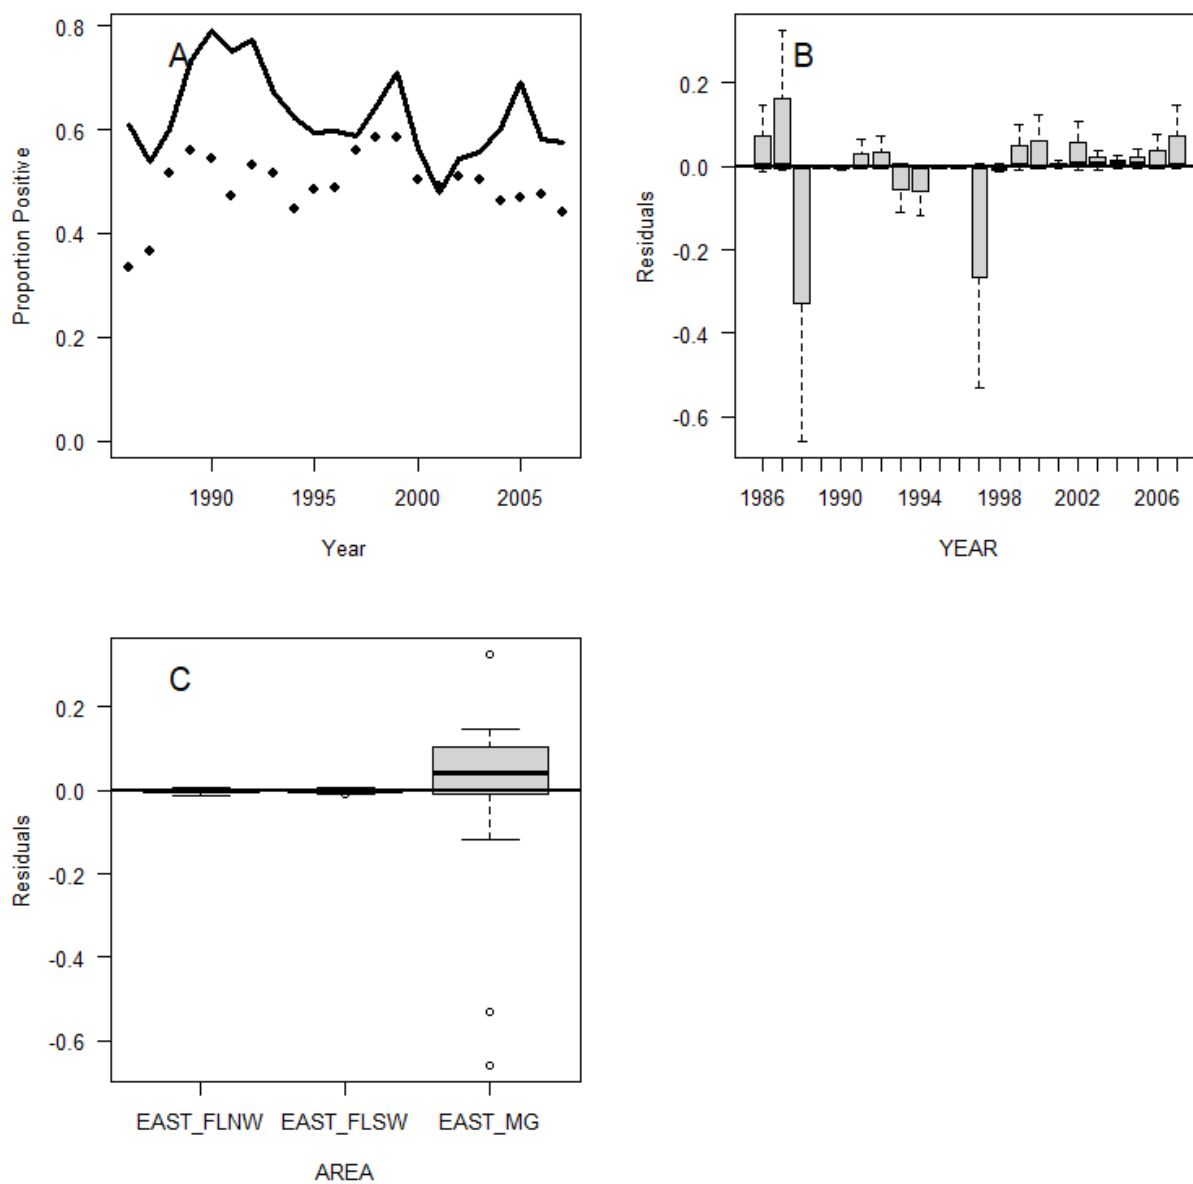 A
0.8
0.6
0.4
0.2
0.0
Proportion Positive
1990 1995 2000 2005
Year
B
0.2
0.0
-0.2
-0.4
-0.6
Residuals
1986 1990 1994 1998 2002 2006
YEAR
C
0.2
0.0
-0.2
-0.4
-0.6
Residuals
EAST_FLNW EAST_FLSW EAST_MG
AREA